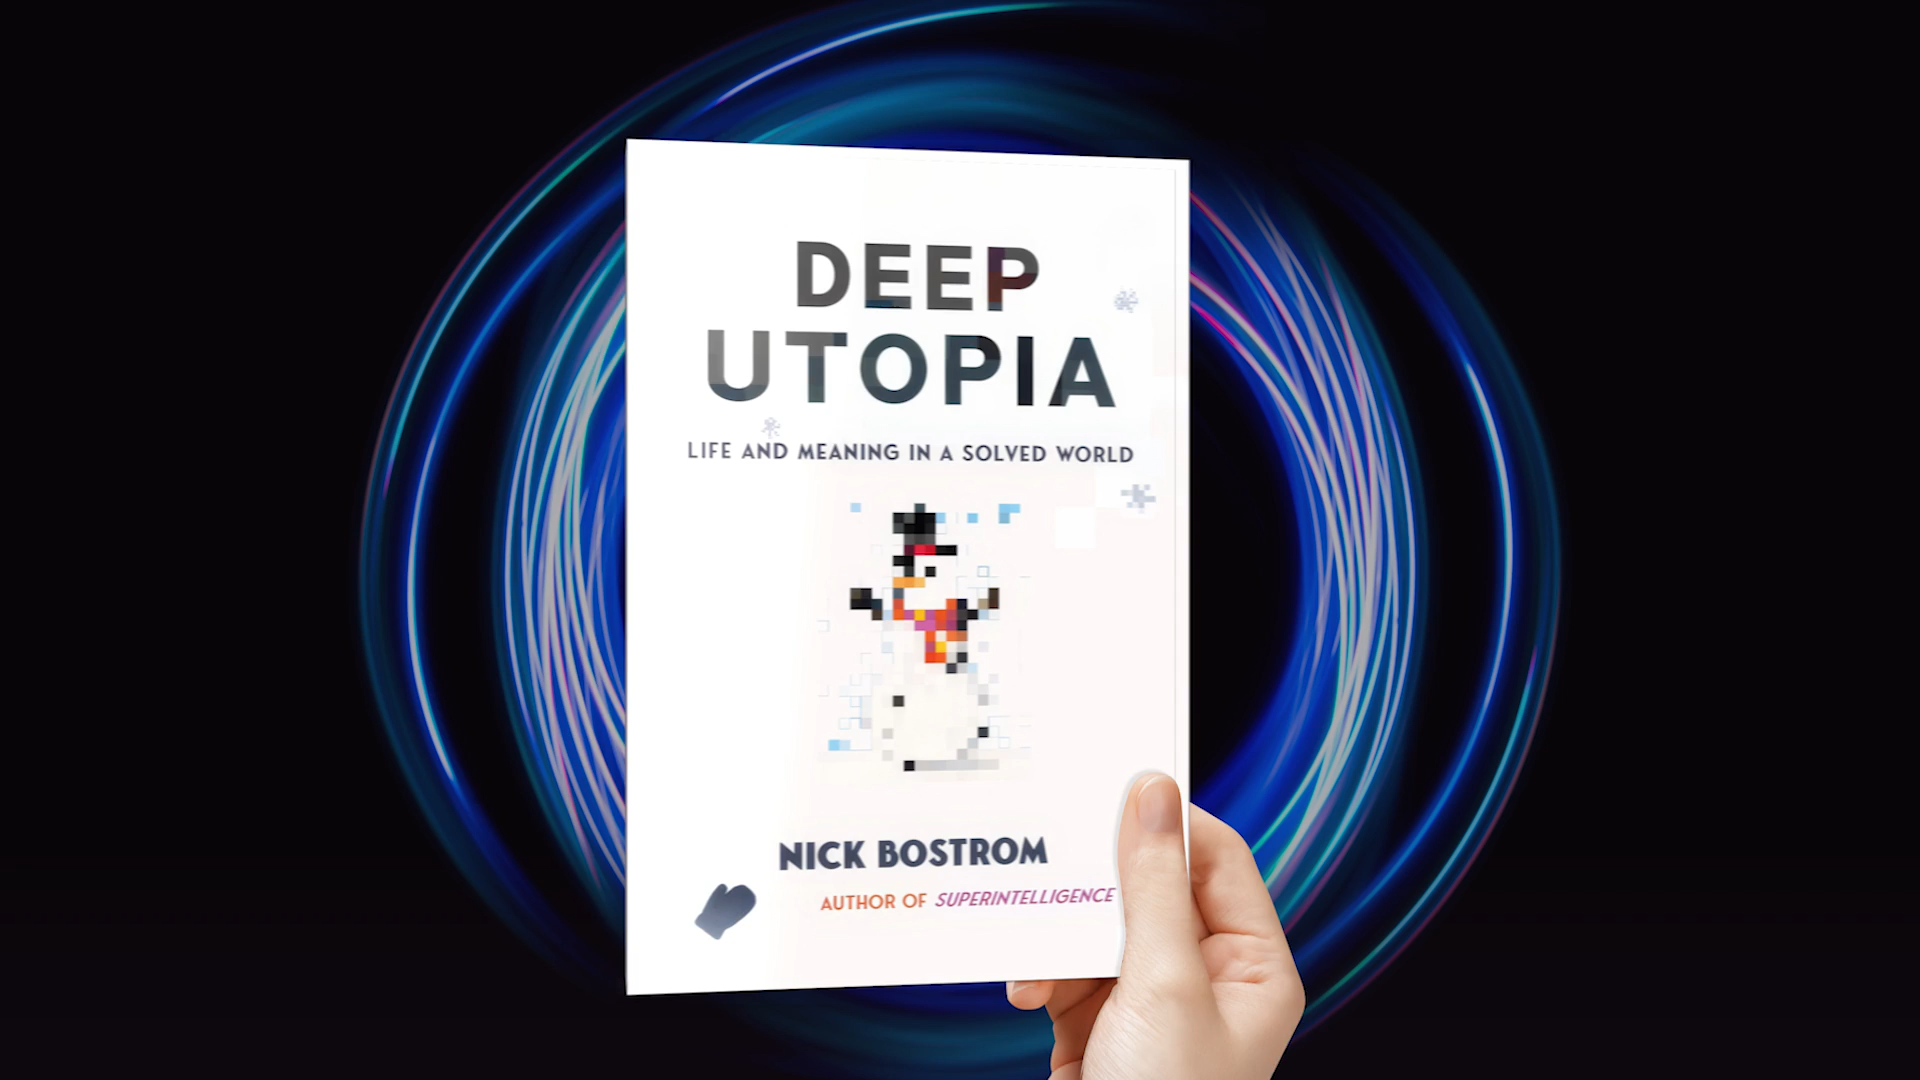 DEEP
UTOPIA
LIFE AND MEANING IN A SOLVED WORLD
NICK BOSTROM
AUTHOR OF SUPERINTELLIGENCE